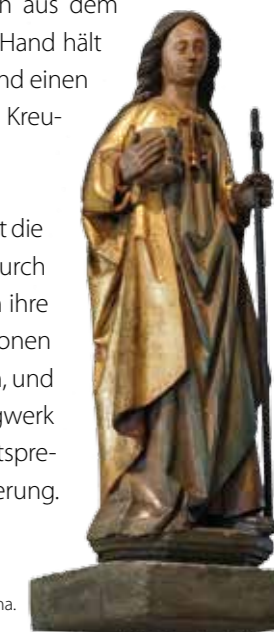 aus dem
Hand hält
nd einen
Kreu-
t die
urch
ihre
onen
, und
gwerk
tspre-
erung.
na.